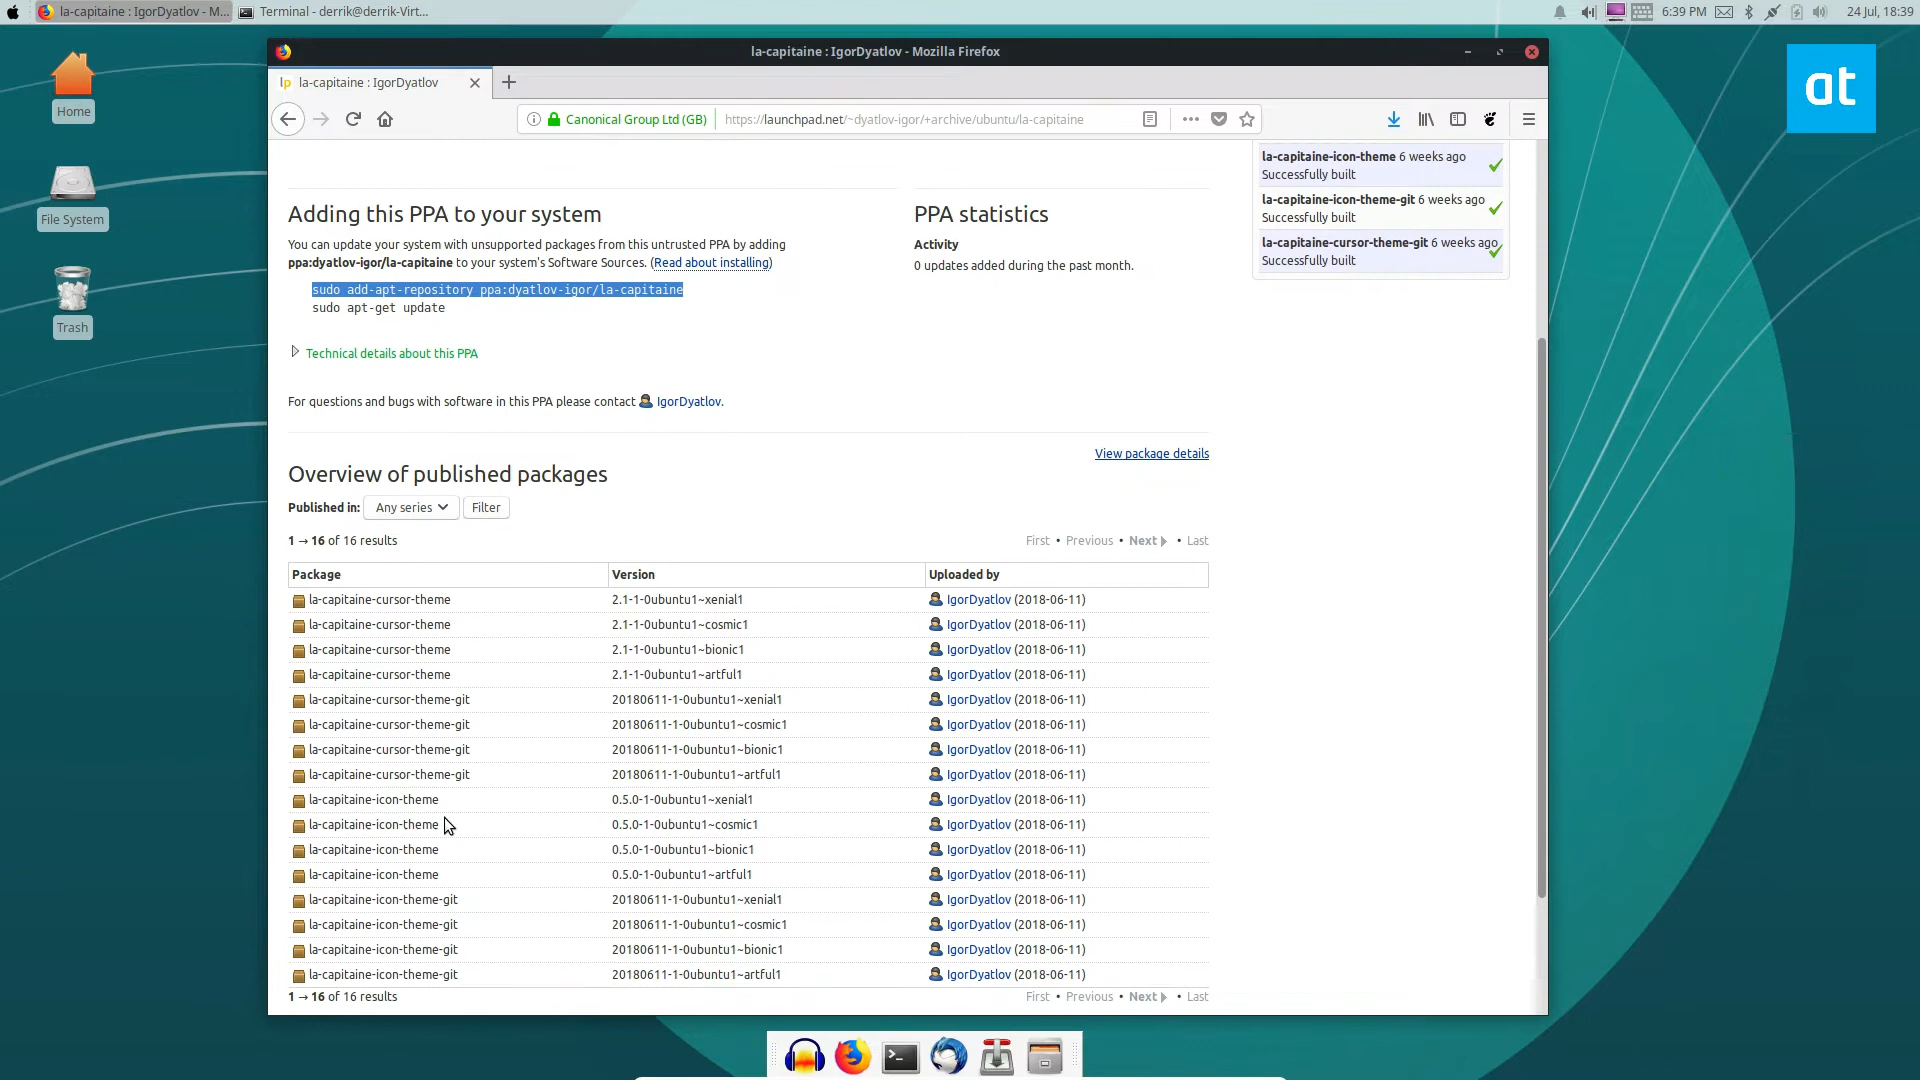 la-capitaine : IgorDyatlov - M...
Terminal - derrik@derrik-Virt...
6:39 PM
24 Jul, 18:39
la-capitaine : IgorDyatlov - Mozilla Firefox
lp
la-capitaine : IgorDyatlov
at
Home
Canonical Group Ltd (GB)
https://launchpad.net/~dyatlov-igor/+archive/ubuntu/la-capitaine
File System
Trash
la-capitaine-icon-theme 6 weeks ago
Successfully built
la-capitaine-icon-theme-git 6 weeks ago
Successfully built
la-capitaine-cursor-theme-git 6 weeks ago
Successfully built
Adding this PPA to your system
You can update your system with unsupported packages from this untrusted PPA by adding
ppa:dyatlov-igor/la-capitaine to your system's Software Sources. (Read about installing)
sudo add-apt-repository ppa:dyatlov-igor/la-capitaine
sudo apt-get update
PPA statistics
Activity
0 updates added during the past month.
Technical details about this PPA
For questions and bugs with software in this PPA please contact IgorDyatlov.
View package details
Overview of published packages
Published in: Any series Filter
1 → 16 of 16 results
First • Previous • Next • Last
Package Version Uploaded by
la-capitaine-cursor-theme 2.1-1-0ubuntu1~xenial1 IgorDyatlov (2018-06-11)
la-capitaine-cursor-theme 2.1-1-0ubuntu1~cosmic1 IgorDyatlov (2018-06-11)
la-capitaine-cursor-theme 2.1-1-0ubuntu1~bionic1 IgorDyatlov (2018-06-11)
la-capitaine-cursor-theme 2.1-1-0ubuntu1~artful1 IgorDyatlov (2018-06-11)
la-capitaine-cursor-theme-git 20180611-1-0ubuntu1~xenial1 IgorDyatlov (2018-06-11)
la-capitaine-cursor-theme-git 20180611-1-0ubuntu1~cosmic1 IgorDyatlov (2018-06-11)
la-capitaine-cursor-theme-git 20180611-1-0ubuntu1~bionic1 IgorDyatlov (2018-06-11)
la-capitaine-cursor-theme-git 20180611-1-0ubuntu1~artful1 IgorDyatlov (2018-06-11)
la-capitaine-icon-theme 0.5.0-1-0ubuntu1~xenial1 IgorDyatlov (2018-06-11)
la-capitaine-icon-theme 0.5.0-1-0ubuntu1~cosmic1 IgorDyatlov (2018-06-11)
la-capitaine-icon-theme 0.5.0-1-0ubuntu1~bionic1 IgorDyatlov (2018-06-11)
la-capitaine-icon-theme 0.5.0-1-0ubuntu1~artful1 IgorDyatlov (2018-06-11)
la-capitaine-icon-theme-git 20180611-1-0ubuntu1~xenial1 IgorDyatlov (2018-06-11)
la-capitaine-icon-theme-git 20180611-1-0ubuntu1~cosmic1 IgorDyatlov (2018-06-11)
la-capitaine-icon-theme-git 20180611-1-0ubuntu1~bionic1 IgorDyatlov (2018-06-11)
la-capitaine-icon-theme-git 20180611-1-0ubuntu1~artful1 IgorDyatlov (2018-06-11)
1 → 16 of 16 results
First • Previous • Next • Last